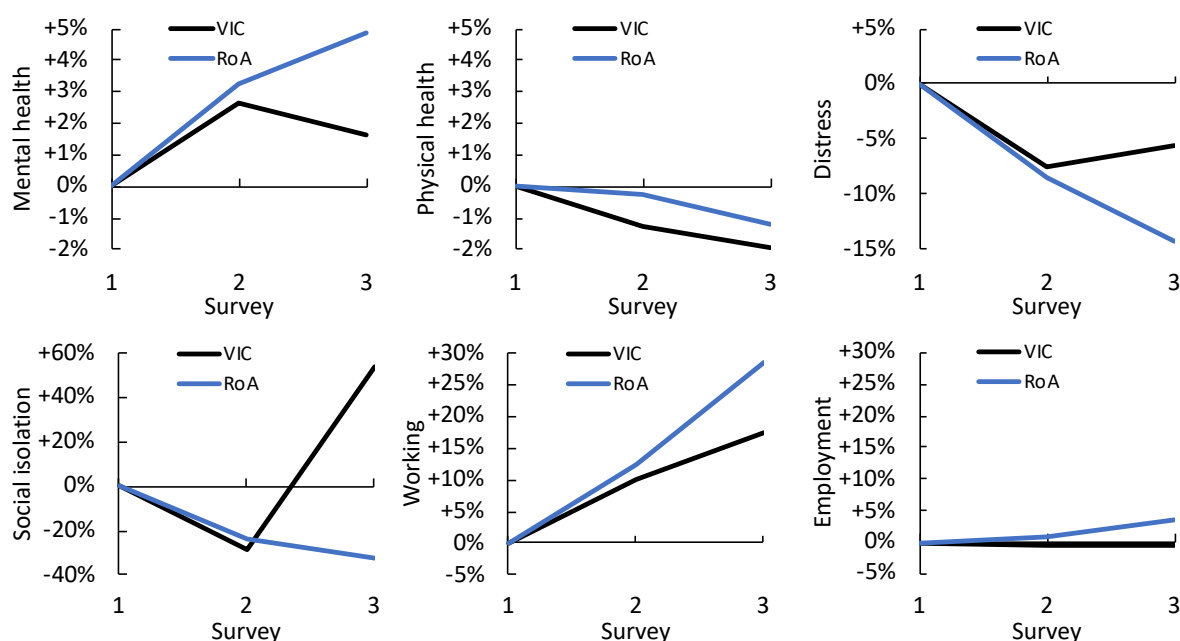 Mental health
+5%
+4%
+3%
+2%
+1%
0%
-1%
-2%
VIC
RoA
1 2 3
Survey
Physical health
+5%
+4%
+3%
+2%
+1%
0%
-1%
-2%
VIC
RoA
1 2 3
Survey
Distress
+5%
0%
-5%
-10%
-15%
VIC
RoA
1 2 3
Survey
Social isolation
+60%
+40%
+20%
0%
-20%
-40%
VIC
RoA
1 2 3
Survey
Working
+30%
+25%
+20%
+15%
+10%
+5%
0%
-5%
VIC
RoA
1 2 3
Survey
Employment
+30%
+25%
+20%
+15%
+10%
+5%
0%
-5%
VIC
RoA
1 2 3
Survey